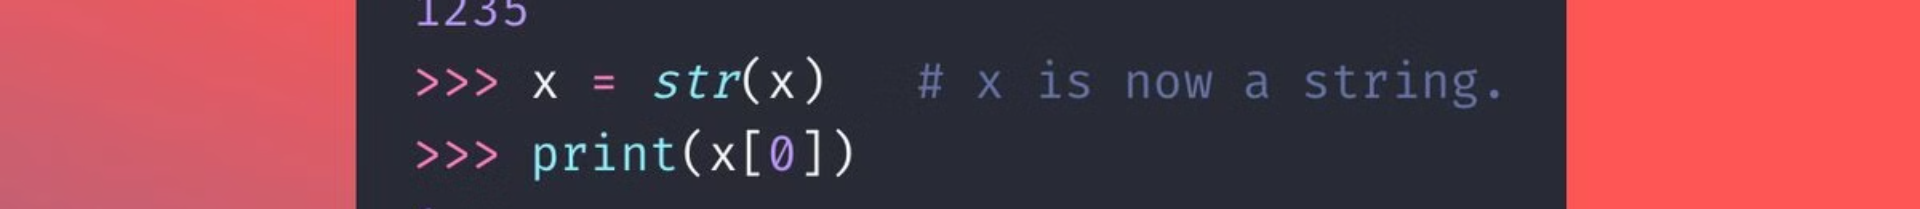 1235
>>> x = str(x)   # x is now a string.
>>> print(x[0])